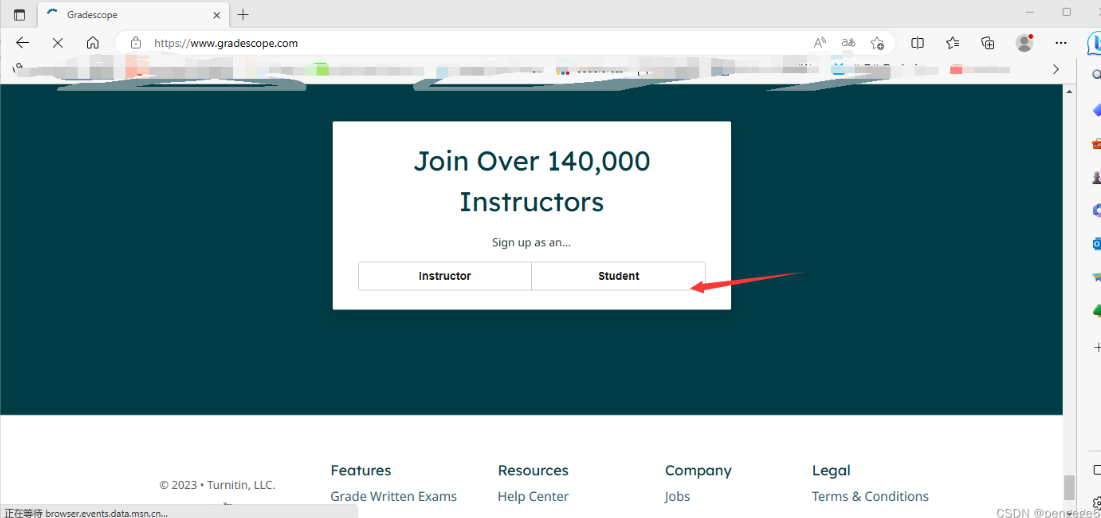 Gradescope
https://www.gradescope.com
Join Over 140,000
Instructors
Sign up as an...
Instructor
Student
Features
Resources
Company
Legal
© 2023 • Turnitin, LLC.
Grade Written Exams
Help Center
Jobs
Terms & Conditions
正在等待 browser.events.data.msn.cn...
CSDN @pengege6